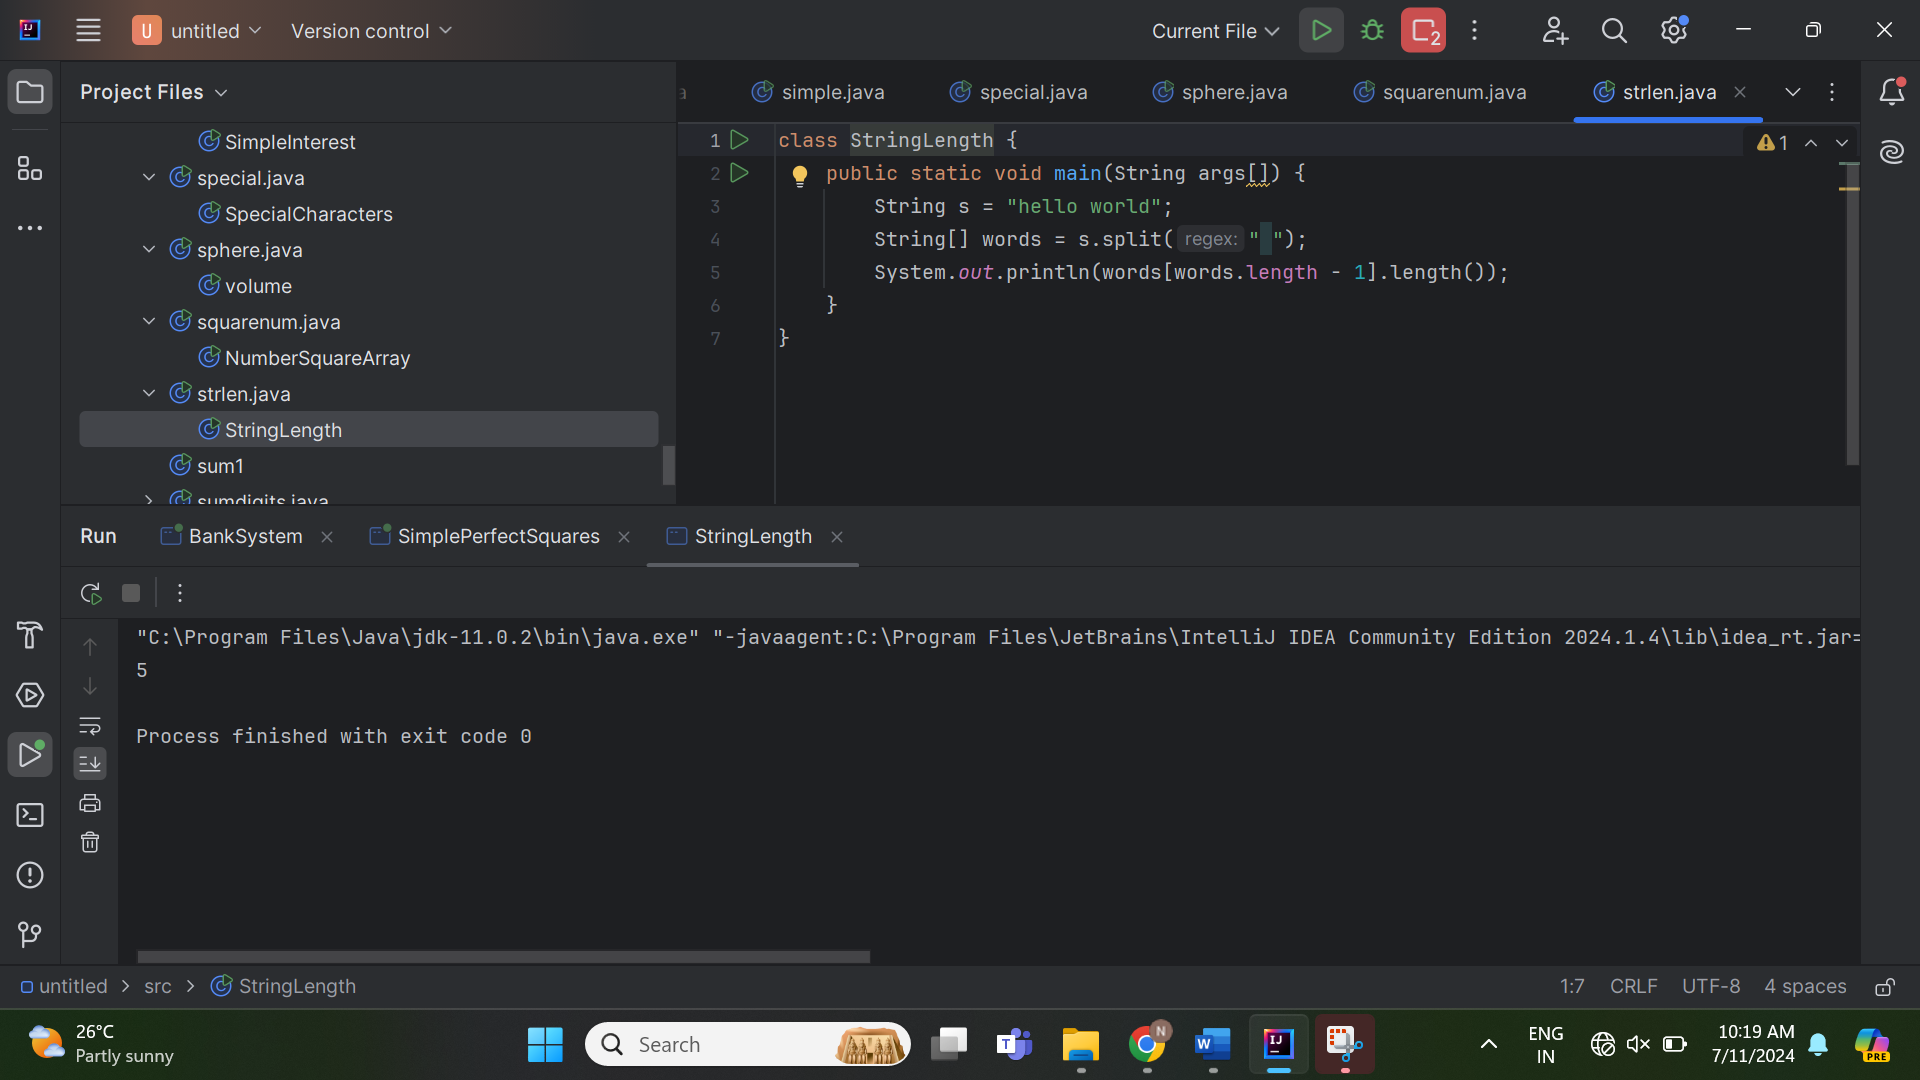 U untitled Version control Current File 2
Project Files
simple.java special.java sphere.java squarenum.java strlen.java
SimpleInterest
special.java
SpecialCharacters
sphere.java
volume
squarenum.java
NumberSquareArray
strlen.java
StringLength
sum1
sumdigits.java
1 class StringLength {
2 public static void main(String args[]) {
3 String s = "hello world";
4 String[] words = s.split( regex: " ");
5 System.out.println(words[words.length - 1].length());
6 }
7 }
1
Run BankSystem SimplePerfectSquares StringLength
"C:\Program Files\Java\jdk-11.0.2\bin\java.exe" "-javaagent:C:\Program Files\JetBrains\IntelliJ IDEA Community Edition 2024.1.4\lib\idea_rt.jar=
5
Process finished with exit code 0
untitled > src > StringLength 1:7 CRLF UTF-8 4 spaces
26°C
Partly sunny
Search
N
ENG
IN
10:19 AM
7/11/2024
PRE